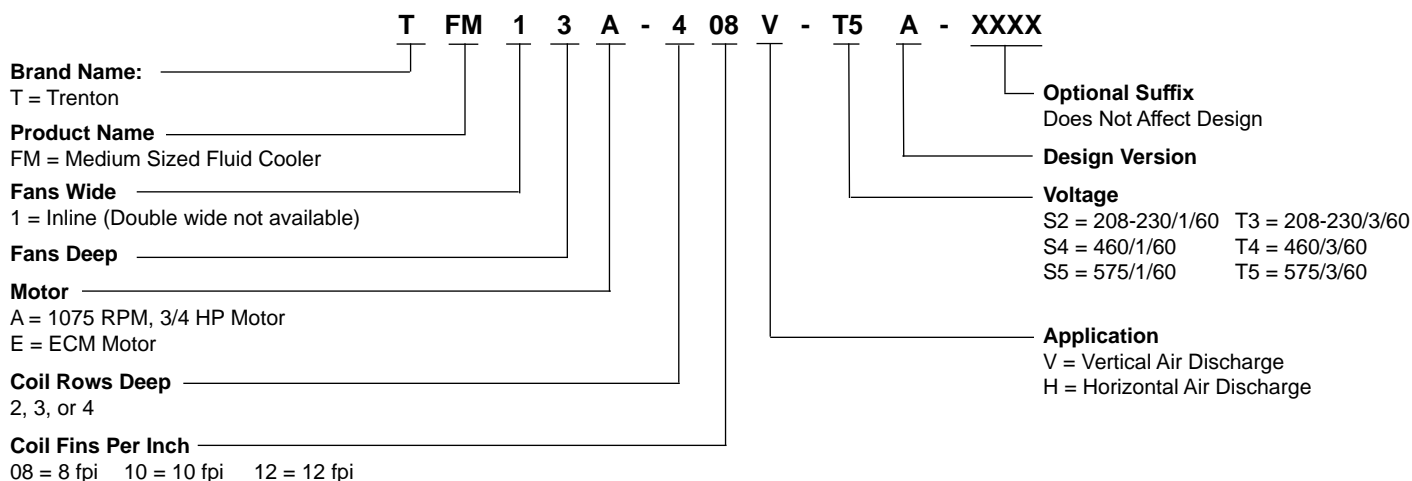 T FM 1 3 A - 4 08 V - T5 A - XXXX
Brand Name:
T = Trenton
Product Name
FM = Medium Sized Fluid Cooler
Fans Wide
1 = Inline (Double wide not available)
Fans Deep
Motor
A = 1075 RPM, 3/4 HP Motor
E = ECM Motor
Coil Rows Deep
2, 3, or 4
Coil Fins Per Inch
08 = 8 fpi 10 = 10 fpi 12 = 12 fpi
Optional Suffix
Does Not Affect Design
Design Version
Voltage
S2 = 208-230/1/60 T3 = 208-230/3/60
S4 = 460/1/60 T4 = 460/3/60
S5 = 575/1/60 T5 = 575/3/60
Application
V = Vertical Air Discharge
H = Horizontal Air Discharge